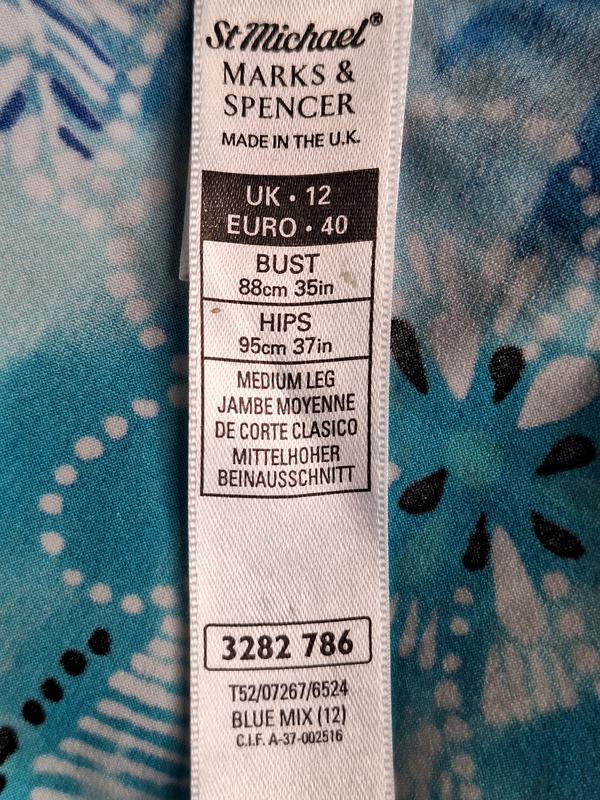 St Michael®
MARKS &
SPENCER
MADE IN THE U.K.
UK · 12
EURO · 40
BUST
88cm 35in
HIPS
95cm 37in
MEDIUM LEG
JAMBE MOYENNE
DE CORTE CLASICO
MITTELHOHER
BEINAUSSCHNITT
3282 786
T52/07267/6524
BLUE MIX (12)
C.I.F. A-37-002516